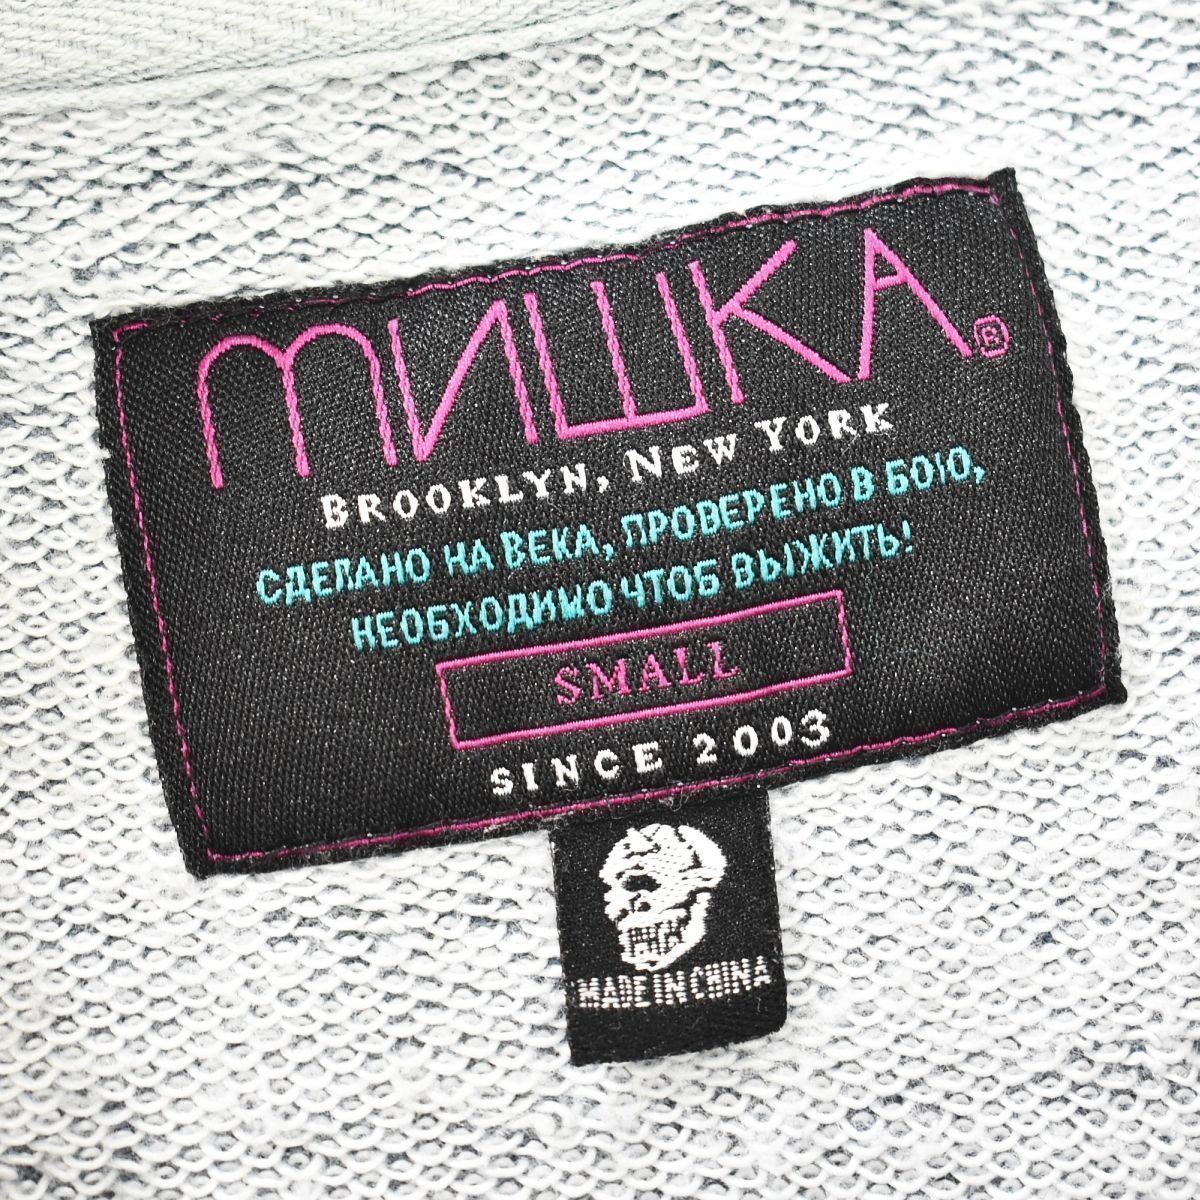 МИШКА®
BROOKLYN, NEW YORK
СДЕЛАНО НА ВЕКА, ПРОВЕРЕНО В БОЮ,
НЕОБХОДИМО ЧТОБ ВЫЖИТЬ!
SMALL
SINCE 2003
MADE IN CHINA